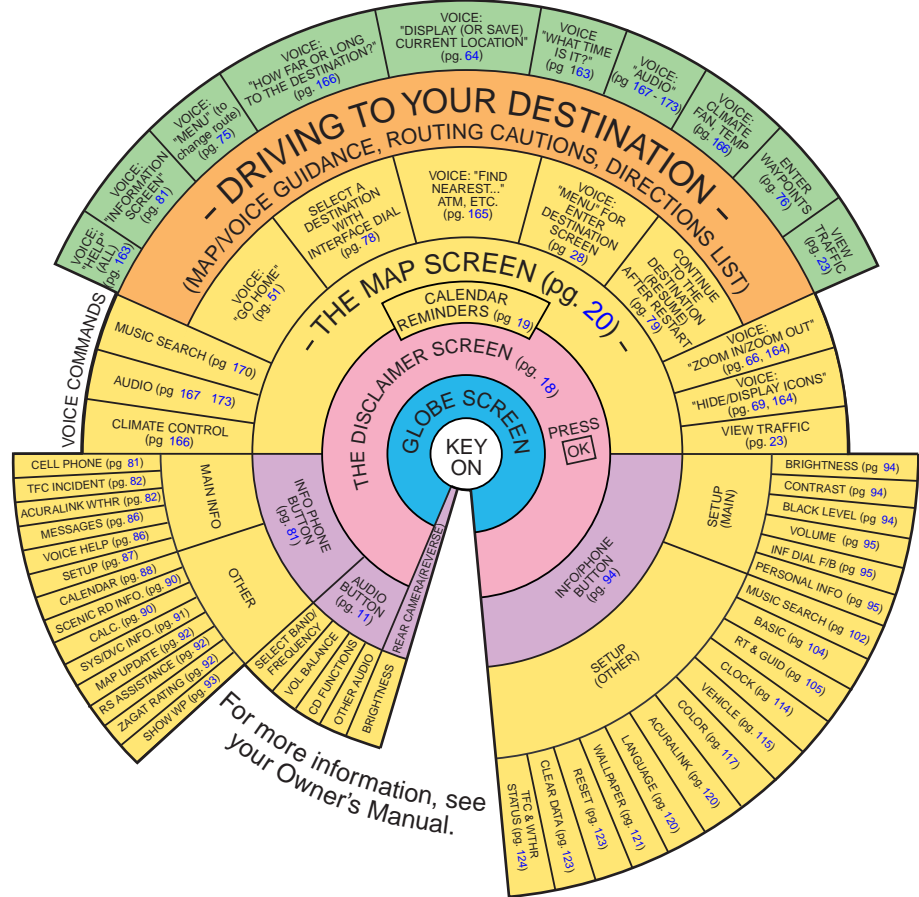 VOICE:
"HELP"
(ALL)
(pg. 163)
VOICE:
"INFORMATION
SCREEN"
(pg. 81)
VOICE:
"MENU" (to
change route)
(pg. 75)
VOICE:
"HOW FAR OR LONG
TO THE DESTINATION?"
(pg. 166)
VOICE:
"DISPLAY (OR SAVE)
CURRENT LOCATION"
(pg. 64)
VOICE
"WHAT TIME
IS IT?"
(pg 163)
VOICE:
"AUDIO"
(pg 167 - 173)
VOICE:
CLIMATE
FAN, TEMP
(pg. 166)
ENTER
WAYPOINTS
(pg. 76)
VIEW
TRAFFIC
(pg. 23)
- DRIVING TO YOUR DESTINATION -
(MAP/VOICE GUIDANCE, ROUTING CAUTIONS, DIRECTIONS LIST)
VOICE:
"GO HOME"
(pg. 51)
SELECT A
DESTINATION
WITH
INTERFACE DIAL
(pg. 78)
VOICE: "FIND
NEAREST..."
ATM, ETC.
(pg. 165)
VOICE:
"MENU" FOR
ENTER
DESTINATION
SCREEN
(pg. 28)
CONTINUE
TO THE
DESTINATION
(RESUME)
AFTER RESTART
(pg. 79)
VOICE COMMANDS
MUSIC SEARCH (pg 170)
AUDIO (pg 167 173)
CLIMATE CONTROL
(pg 166)
- THE MAP SCREEN (pg. 20) -
CALENDAR
REMINDERS (pg 19)
VOICE:
"ZOOM IN/ZOOM OUT"
(pg. 66, 164)
VOICE:
"HIDE/DISPLAY ICONS"
(pg. 69, 164)
VIEW TRAFFIC
(pg. 23)
THE DISCLAIMER SCREEN (pg. 18)
PRESS
OK
GLOBE SCREEN
KEY
ON
CELL PHONE (pg 81)
TFC INCIDENT (pg. 82)
ACURALINK WTHR (pg. 82)
MESSAGES (pg. 86)
VOICE HELP (pg. 86)
SETUP (pg. 87)
CALENDAR (pg. 88)
SCENIC RD INFO. (pg. 90)
CALC. (pg. 90)
SYS/DVC INFO. (pg. 91)
MAP UPDATE (pg. 92)
RS ASSISTANCE (pg. 92)
ZAGAT RATING (pg. 92)
SHOW WP (pg. 93)
MAIN INFO
OTHER
INFO PHONE
BUTTON
(pg. 81)
AUDIO
BUTTON
(pg. 11)
REAR CAMERA(REVERSE)
SELECT BAND/
FREQUENCY
VOL BALANCE
CD FUNCTIONS
OTHER AUDIO
BRIGHTNESS
For more information, see
your Owner's Manual.
INFO/PHONE
BUTTON
(pg. 94)
SETUP
(MAIN)
SETUP
(OTHER)
BRIGHTNESS (pg 94)
CONTRAST (pg 94)
BLACK LEVEL (pg 94)
VOLUME (pg 95)
INF DIAL F/B (pg 95)
PERSONAL INFO (pg 95)
MUSIC SEARCH (pg 102)
BASIC (pg 104)
RT & GUID (pg 105)
CLOCK (pg 114)
VEHICLE (pg 115)
COLOR (pg. 117)
ACURALINK (pg. 120)
LANGUAGE (pg. 120)
WALLPAPER (pg. 121)
RESET (pg. 123)
CLEAR DATA (pg. 123)
TFC & WTHR
STATUS (pg. 124)